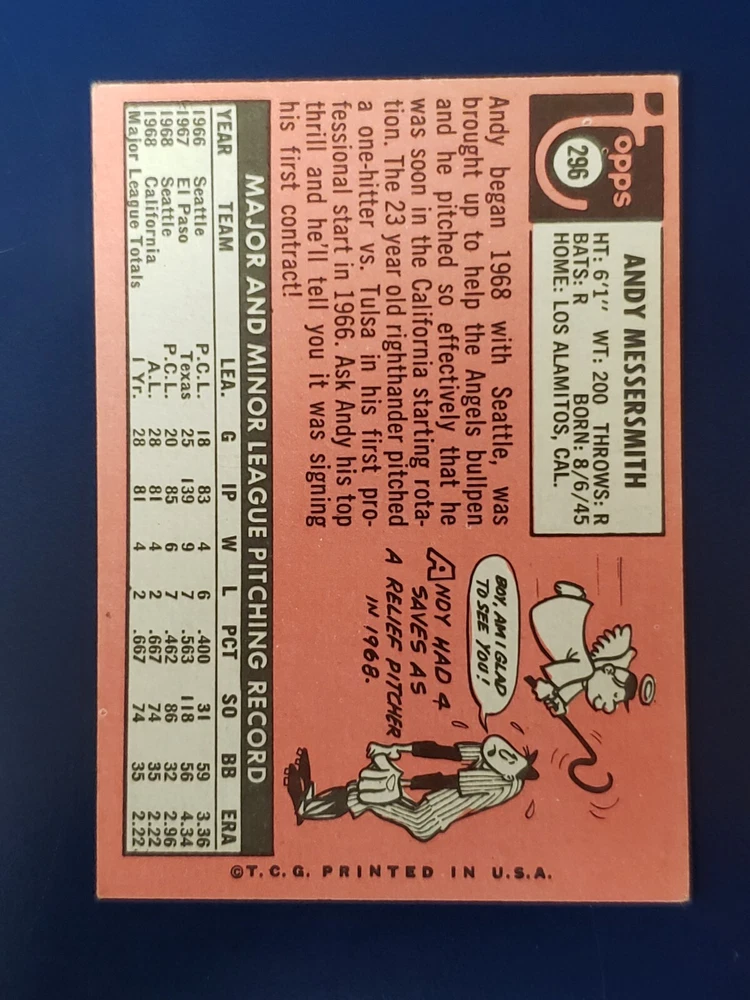 Topps
296
ANDY MESSERSMITH
HT: 6'1" WT: 200 THROWS: R
BATS: R BORN: 8/6/45
HOME: LOS ALAMITOS, CAL.
Andy began 1968 with Seattle, was
brought up to help the Angels bullpen
and he pitched so effectively that he
was soon in the California starting rota-
tion. The 23 year old righthander pitched
a one-hitter vs. Tulsa in his first pro-
fessional start in 1966. Ask Andy his top
thrill and he'll tell you it was signing
his first contract!
BOY, AM I GLAD
TO SEE YOU!
ANDY HAD 4
SAVES AS
A RELIEF PITCHER
IN 1968.
MAJOR AND MINOR LEAGUE PITCHING RECORD
YEAR TEAM LEA. G IP W L PCT SO BB ERA
1966 Seattle P.C.L. 18 83 4 6 .400 31 59 3.36
1967 El Paso Texas 25 139 9 7 .563 118 56 4.34
1968 Seattle P.C.L. 20 85 6 7 .462 86 32 2.96
1968 California A.L. 28 81 4 2 .667 74 35 2.22
Major League Totals 1 Yr. 28 81 4 2 .667 74 35 2.22
©T.C.G. PRINTED IN U.S.A.